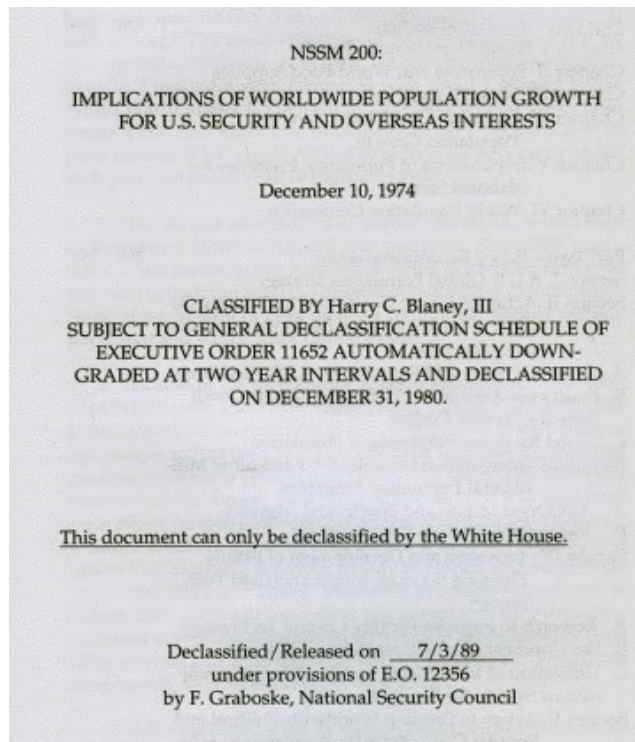 NSSM 200:
IMPLICATIONS OF WORLDWIDE POPULATION GROWTH
FOR U.S. SECURITY AND OVERSEAS INTERESTS
December 10, 1974
CLASSIFIED BY Harry C. Blaney, III
SUBJECT TO GENERAL DECLASSIFICATION SCHEDULE OF
EXECUTIVE ORDER 11652 AUTOMATICALLY DOWN-
GRADED AT TWO YEAR INTERVALS AND DECLASSIFIED
ON DECEMBER 31, 1980.
This document can only be declassified by the White House.
Declassified/Released on 7/3/89
under provisions of E.O. 12356
by F. Graboske, National Security Council